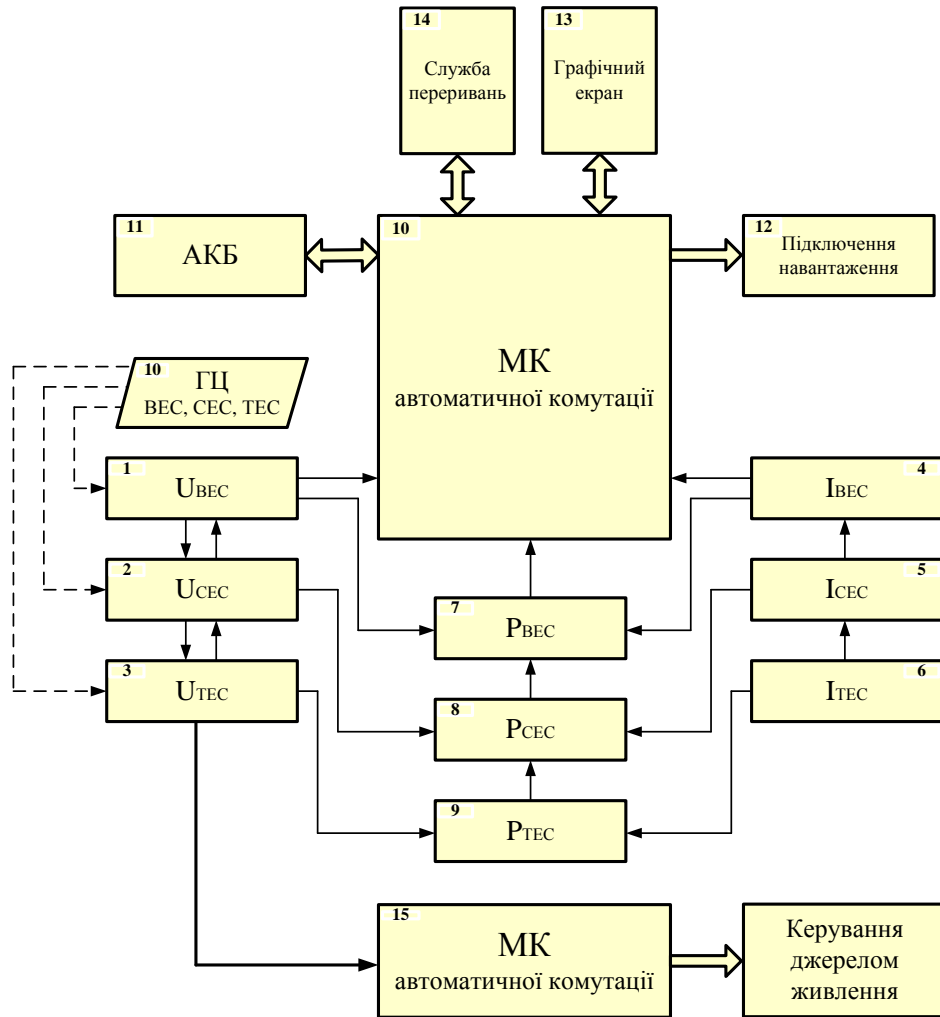 14
Служба
переривань
13
Графічний
екран
11
АКБ
10
МК
автоматичної комутації
12
Підключення
навантаження
10
ГЦ
ВЕС, СЕС, ТЕС
1
UВЕС
4
IВЕС
2
UСЕС
5
IСЕС
7
PВЕС
3
UТЕС
6
IТЕС
8
PСЕС
9
PТЕС
15
МК
автоматичної комутації
Керування
джерелом
живлення